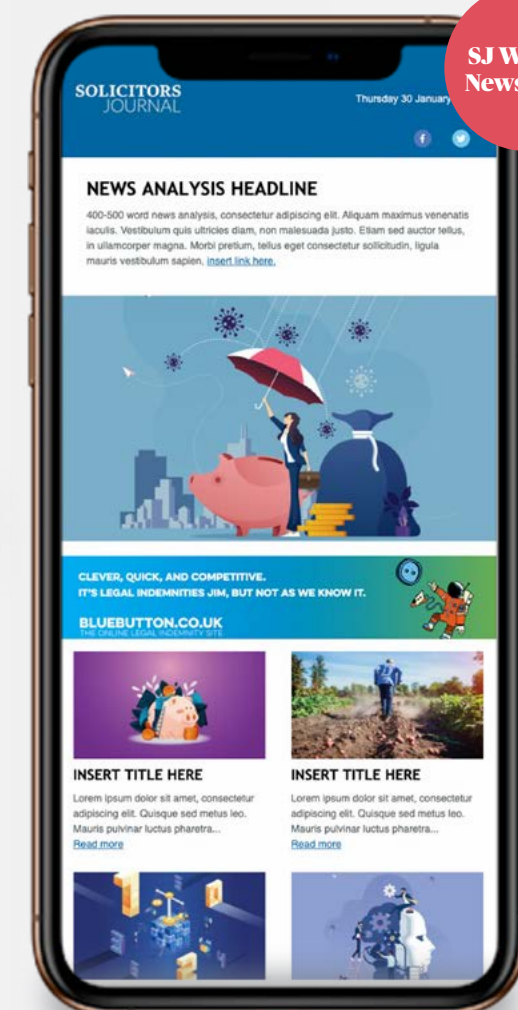 SJ W
News
SOLICITORS
JOURNAL
Thursday 30 January
NEWS ANALYSIS HEADLINE
400-500 word news analysis, consectetur adipiscing elit. Aliquam maximus venenatis
iaculis. Vestibulum quis ultricies diam, non malesuada justo. Etiam sed auctor tellus,
in ullamcorper magna. Morbi pretium, tellus eget consectetur sollicitudin, ligula
mauris vestibulum sapien, insert link here.
CLEVER, QUICK, AND COMPETITIVE.
IT'S LEGAL INDEMNITIES JIM, BUT NOT AS WE KNOW IT.
BLUEBUTTON.CO.UK
THE ONLINE LEGAL INDEMNITY SITE
INSERT TITLE HERE
Lorem ipsum dolor sit amet, consectetur
adipiscing elit. Quisque sed metus leo.
Mauris pulvinar luctus pharetra...
Read more
INSERT TITLE HERE
Lorem ipsum dolor sit amet, consectetur
adipiscing elit. Quisque sed metus leo.
Mauris pulvinar luctus pharetra...
Read more